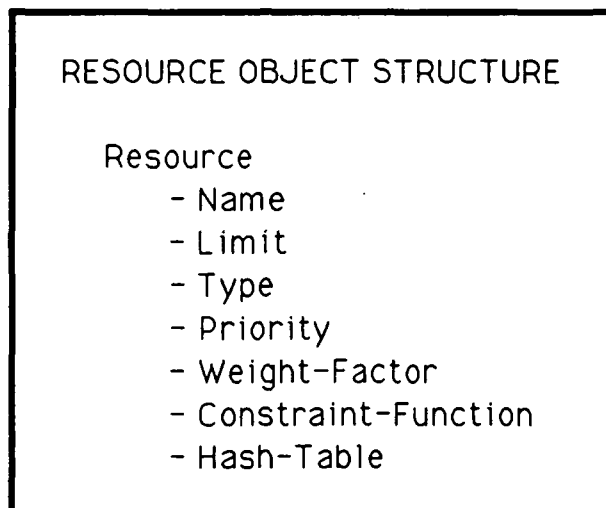 RESOURCE OBJECT STRUCTURE
Resource
- Name
- Limit
- Type
- Priority
- Weight-Factor
- Constraint-Function
- Hash-Table